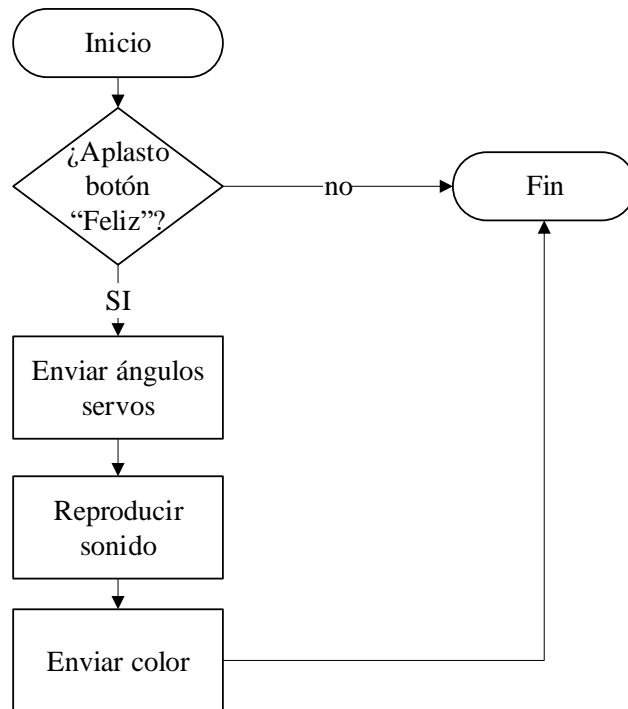 Inicio
¿Aplasto
botón
“Feliz”?
no
Fin
SI
Enviar ángulos
servos
Reproducir
sonido
Enviar color